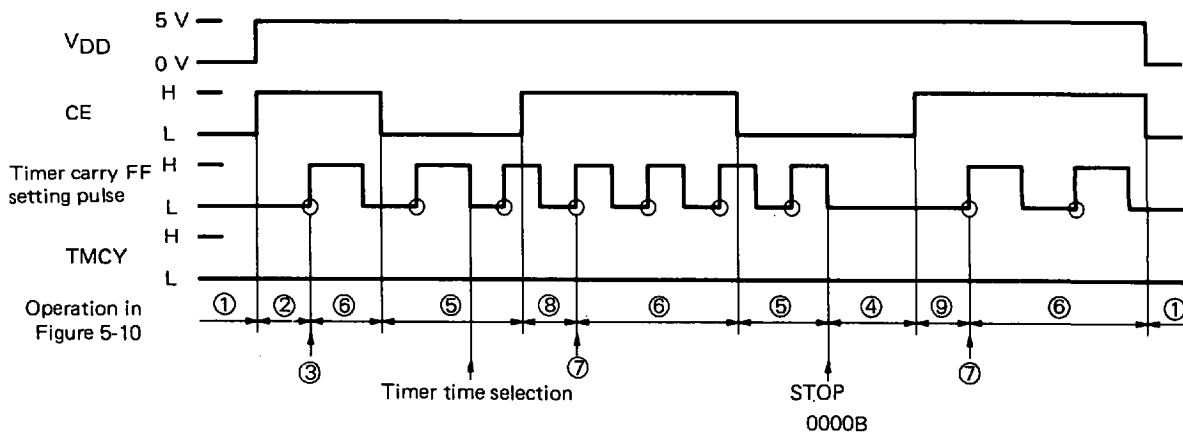 5 V
VDD
0 V
H
CE
L
Timer carry FF
setting pulse
H
L
H
TMCY
L
Operation in
Figure 5-10
① ② ⑥ ⑤ ⑧ ⑥ ⑤ ④ ⑨ ⑥ ①
③ ⑦ ⑦
Timer time selection
STOP
0000B